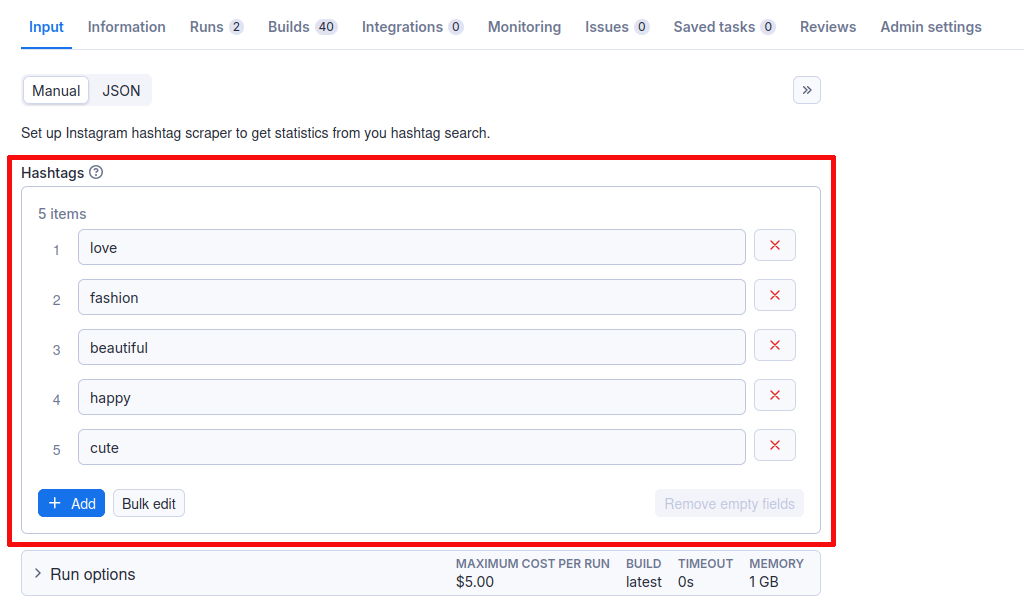 Input Information Runs 2 Builds 40 Integrations 0 Monitoring Issues 0 Saved tasks 0 Reviews Admin settings
Manual JSON
Set up Instagram hashtag scraper to get statistics from you hashtag search.
Hashtags
5 items
1 love
2 fashion
3 beautiful
4 happy
5 cute
+ Add Bulk edit Remove empty fields
Run options
MAXIMUM COST PER RUN BUILD TIMEOUT MEMORY
$5.00 latest 0s 1 GB